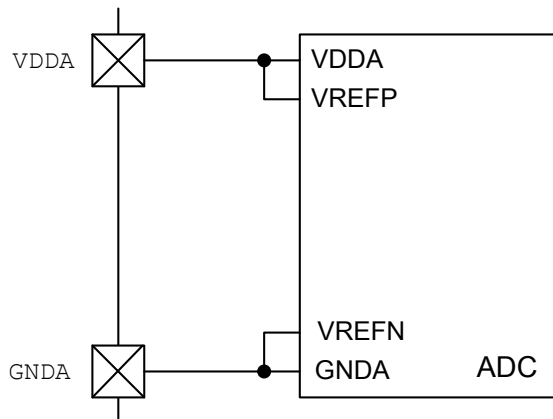 VDDA
VDDA
VREFP
VREFN
GNDA
GNDA
ADC